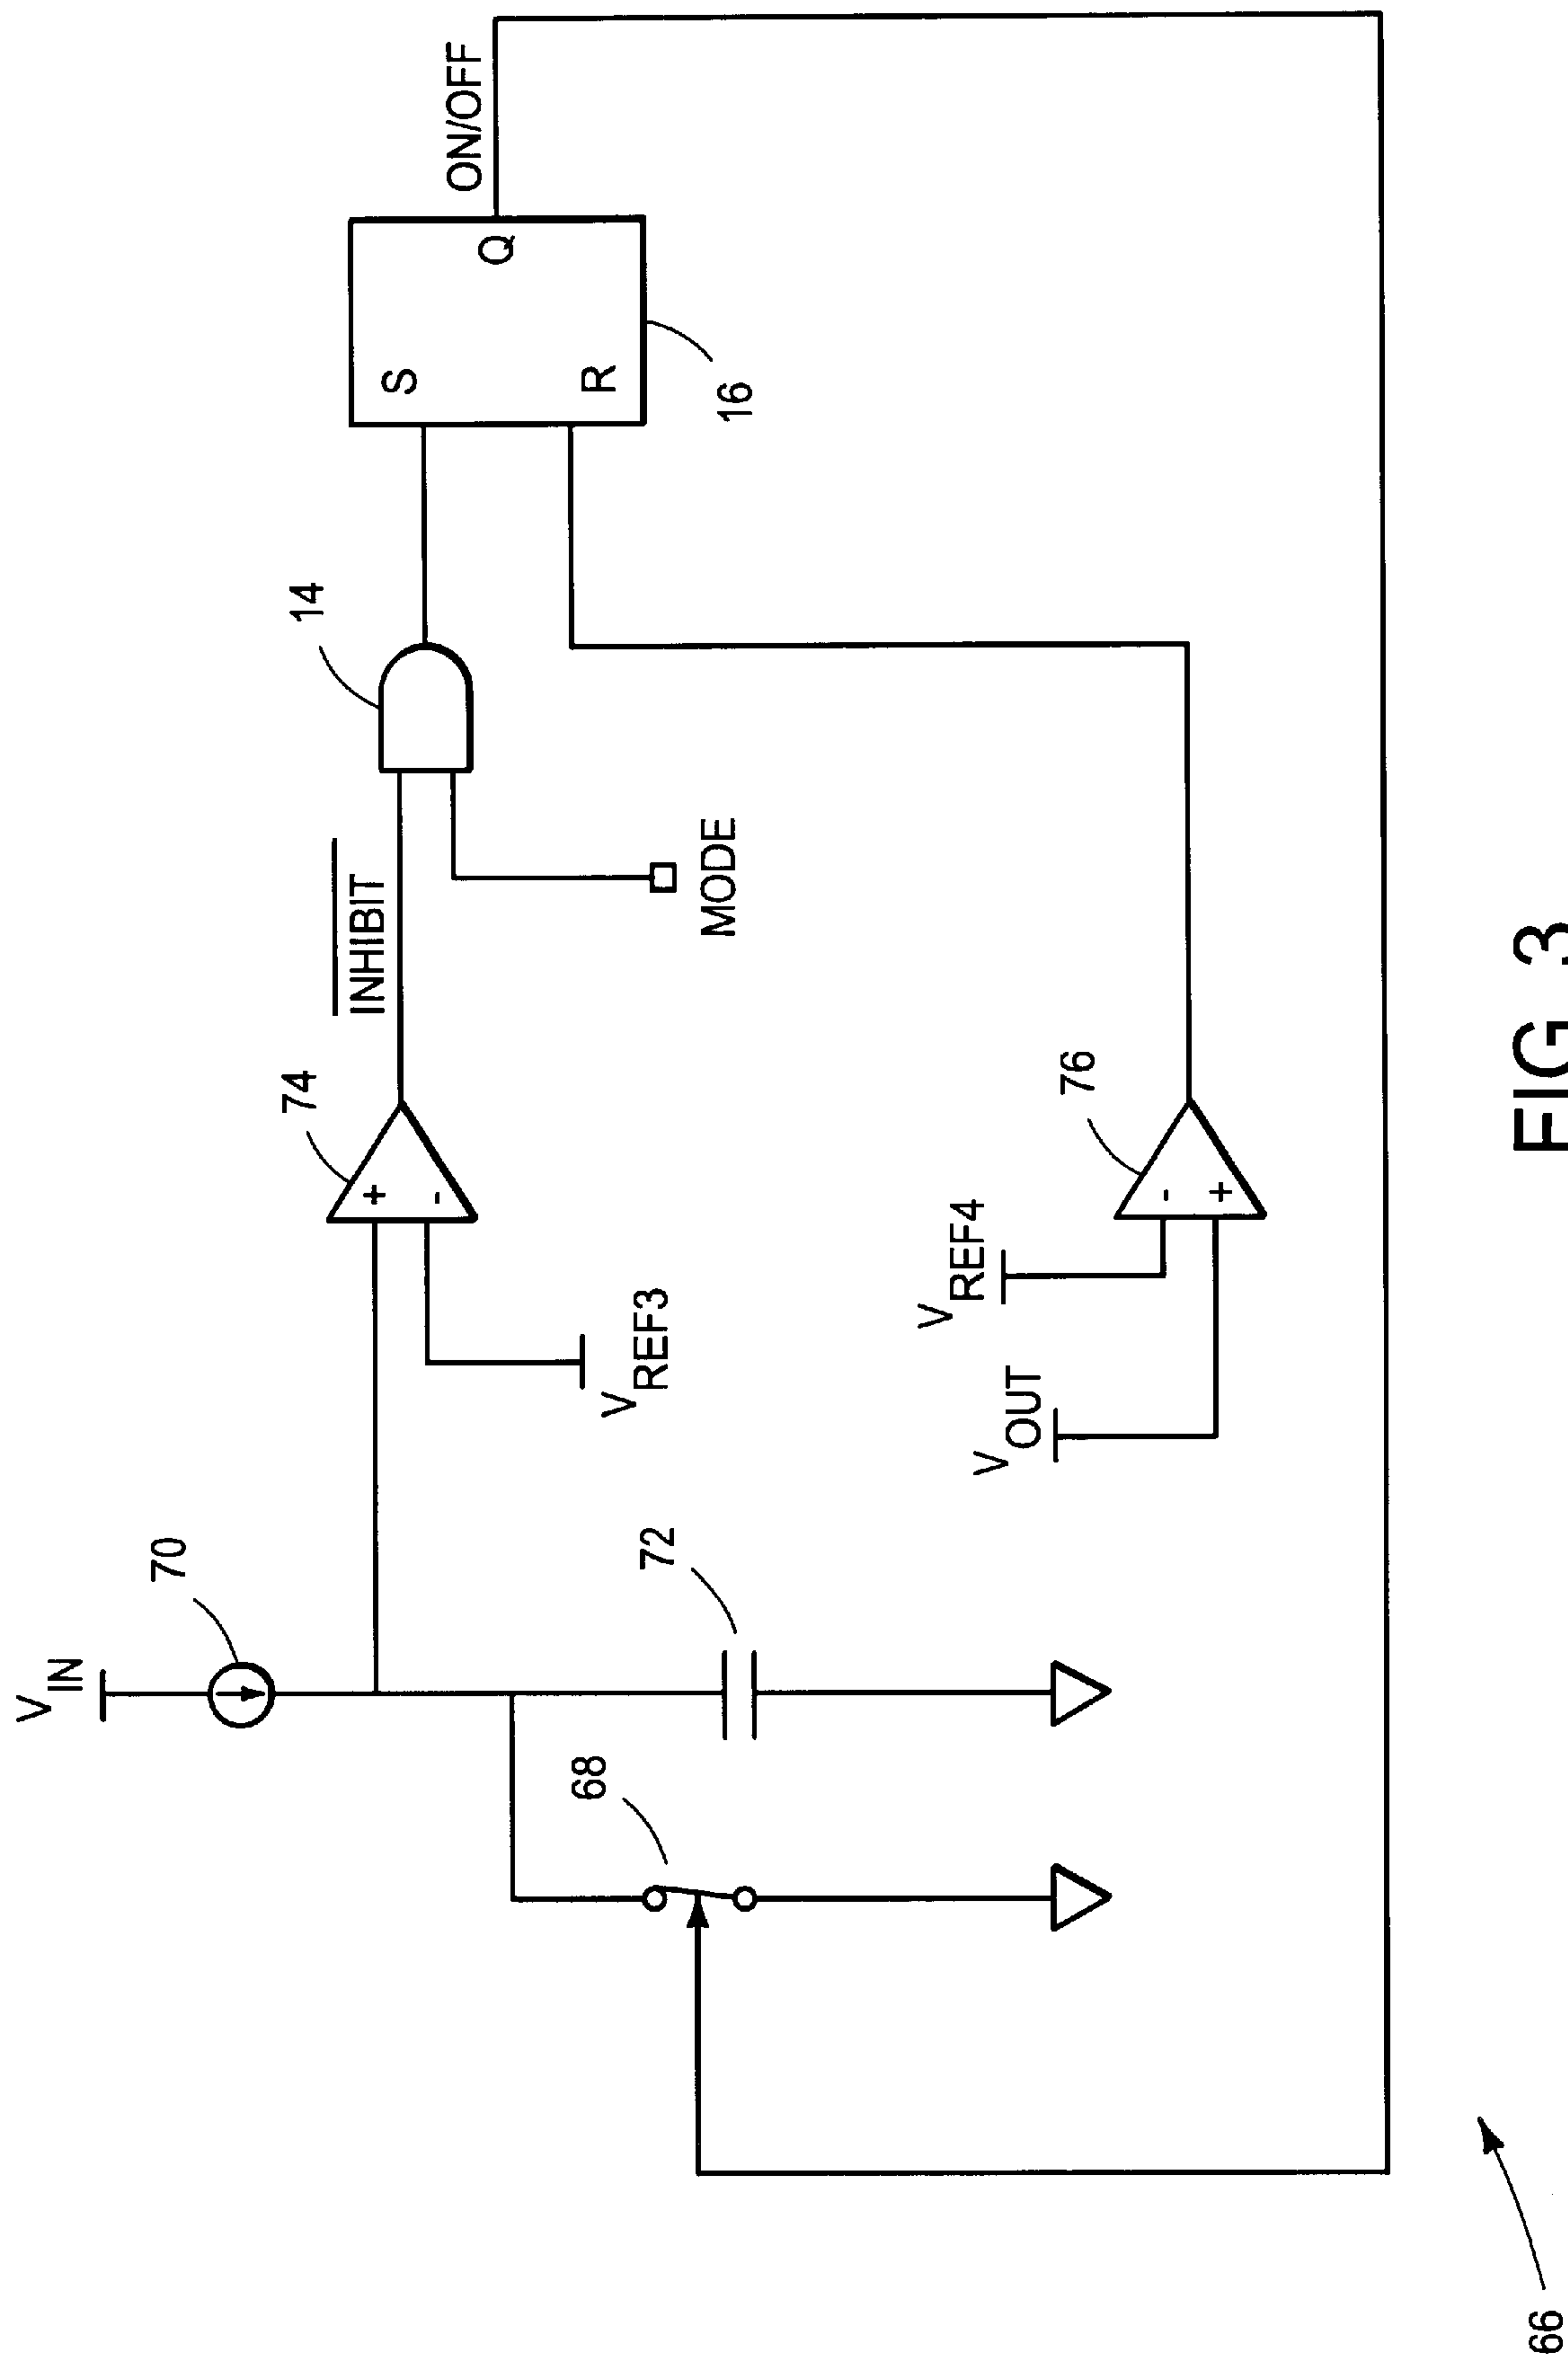 V IN
70
74
INHIBIT
14
S
Q
R
ON/OFF
16
+
-
V REF3
MODE
68
72
V OUT
V REF4
76
-
+
66
FIG 3